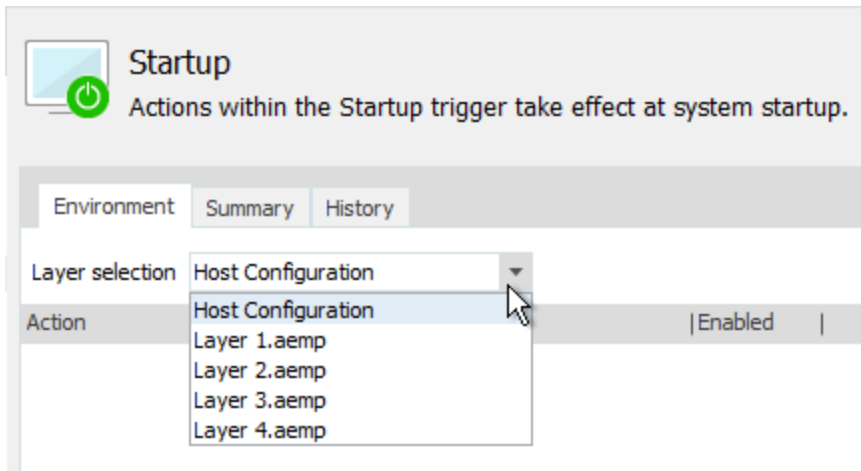 Startup
Actions within the Startup trigger take effect at system startup.
Environment Summary History
Layer selection Host Configuration
Host Configuration
Action |Enabled |
Layer 1.aemp
Layer 2.aemp
Layer 3.aemp
Layer 4.aemp